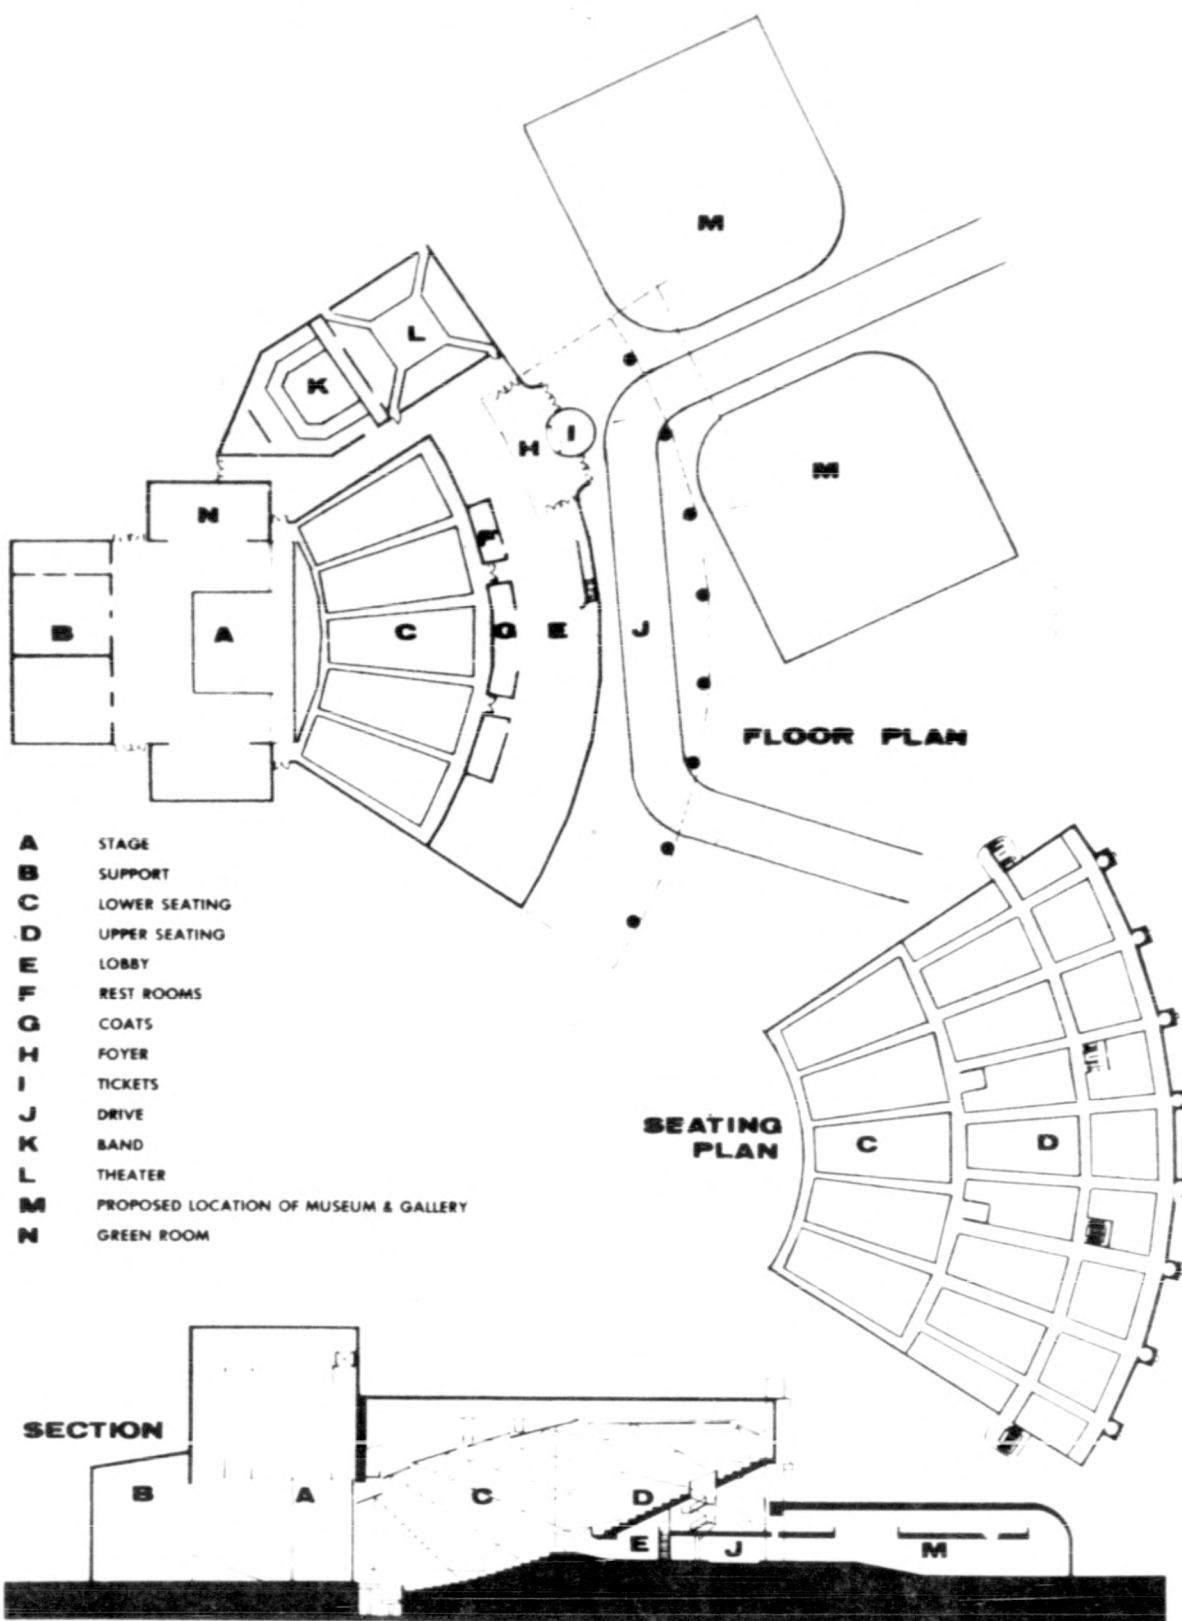 M
L
K
I
H
M
N
F
B
A
C
G
E
J
FLOOR PLAN
A STAGE
B SUPPORT
C LOWER SEATING
D UPPER SEATING
E LOBBY
F REST ROOMS
G COATS
H FOYER
I TICKETS
J DRIVE
K BAND
L THEATER
M PROPOSED LOCATION OF MUSEUM & GALLERY
N GREEN ROOM
SEATING
PLAN
C
D
SECTION
B
A
C
D
E
J
M